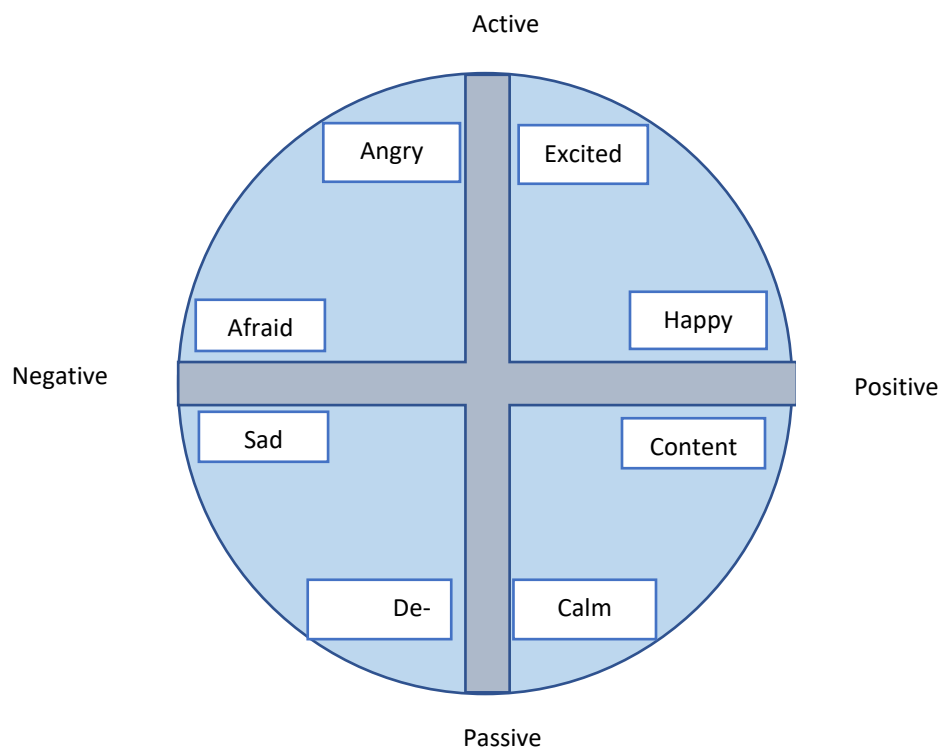 Active
Angry
Excited
Afraid
Happy
Negative
Positive
Sad
Content
De-
Calm
Passive